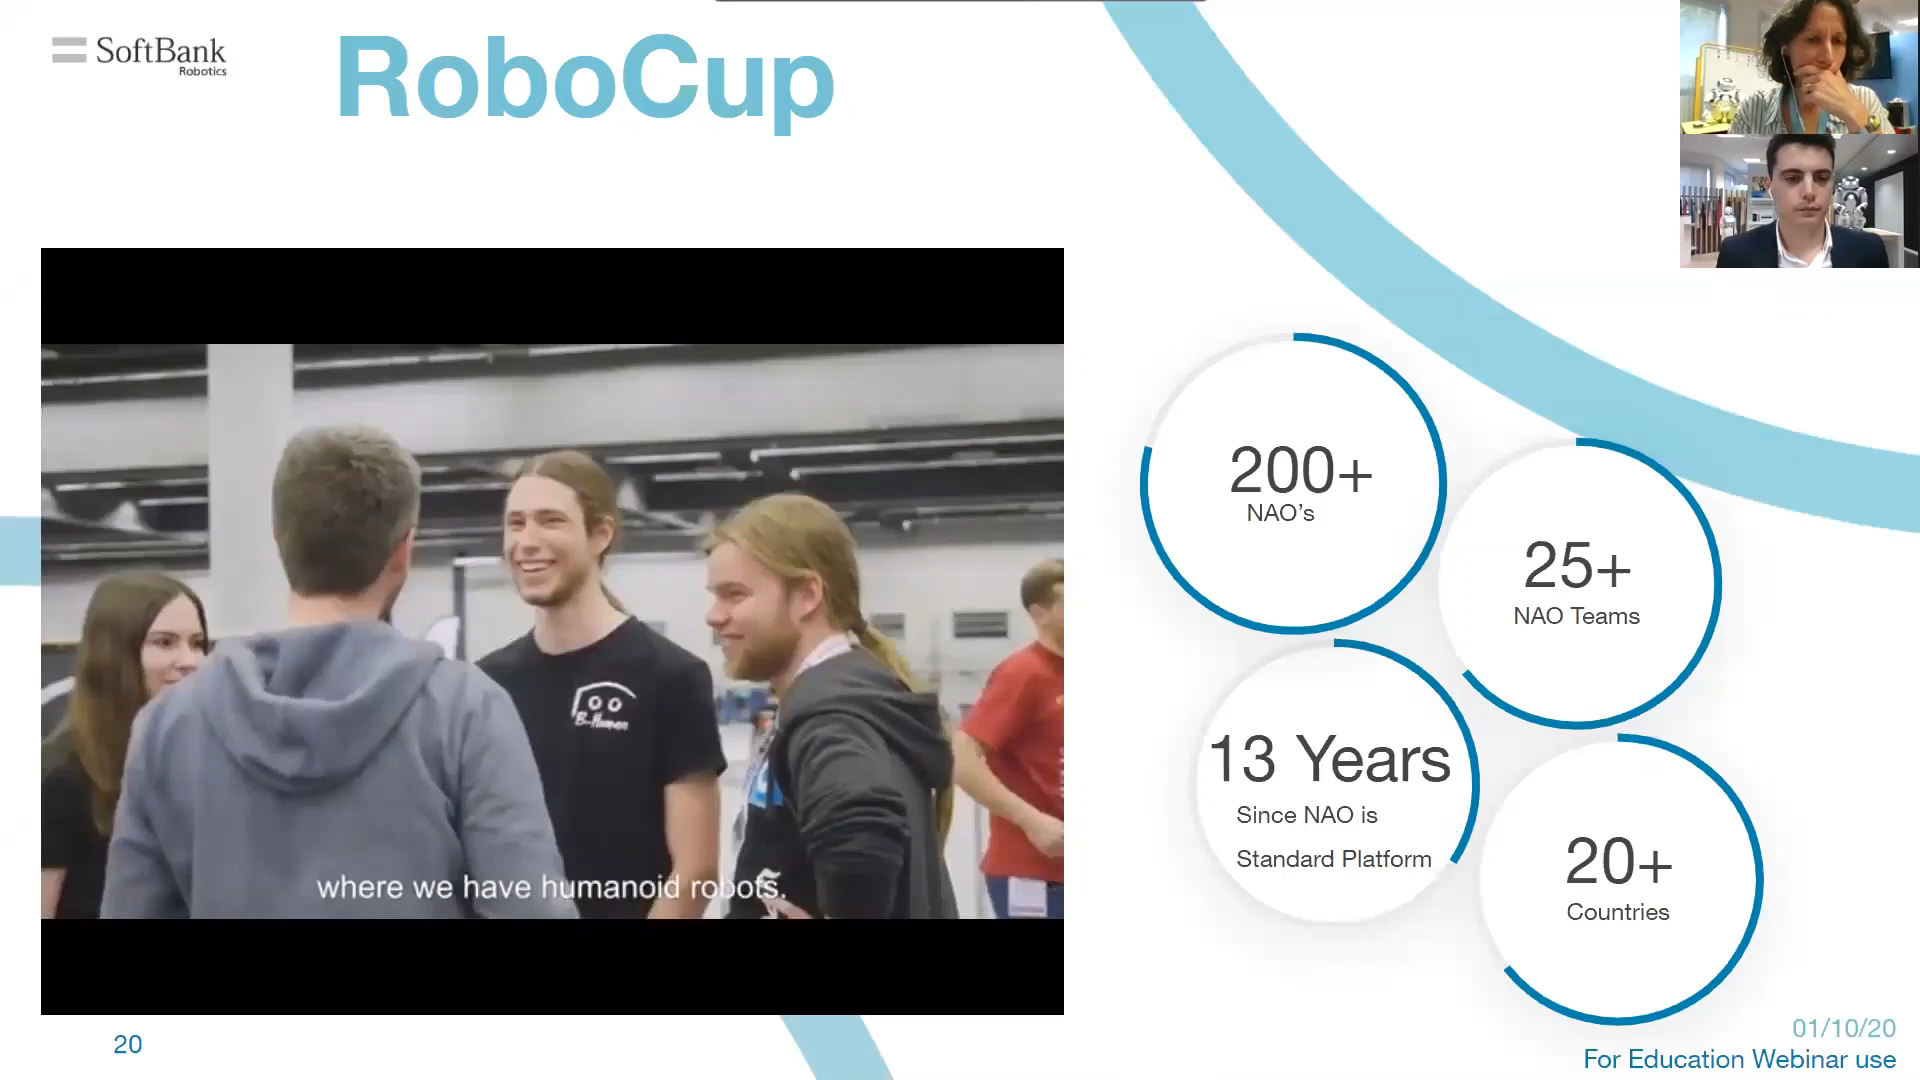 SoftBank
Robotics
RoboCup
B-Human
where we have humanoid robots.
200+
NAO's
25+
NAO Teams
13 Years
Since NAO is
Standard Platform
20+
Countries
20
01/10/20
For Education Webinar use